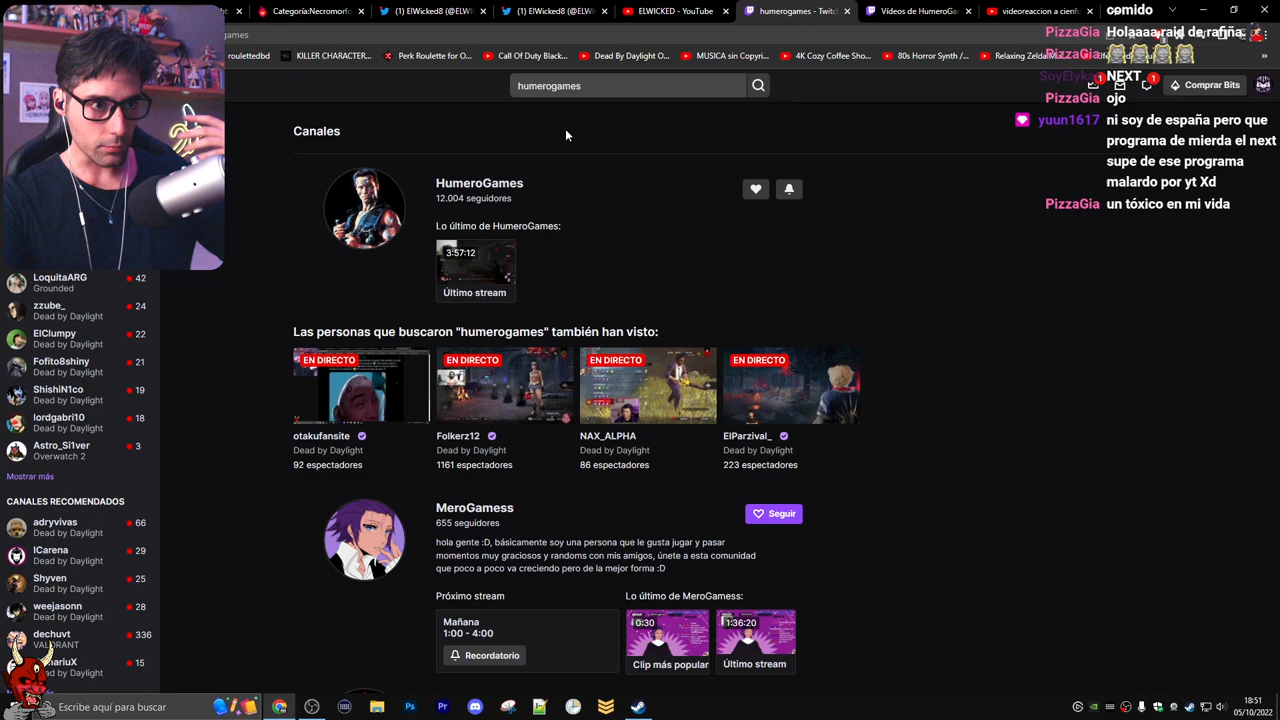 Categoría:Necromorfo
ElWicked8 (@ELW
ElWicked8 (@ELW
ELWICKED - YouTube
humerogames - Twitch
Vídeos de HumeroGa
videoreaccion a cienfu
ames
roulettedbd
KILLER CHARACTER...
Perk Roulette for O...
Call Of Duty Black...
Dead By Daylight O...
MUSICA sin Copyri...
4K Cozy Coffee Sho...
80s Horror Synth /...
Relaxing Zelda
comido
PizzaGia Holaaaaraid de rafiña
PizzaGia
SoyElyka NEXT
PizzaGia ojo
yuun1617 ni soy de españa pero que
programa de mierda el next
supe de ese programa
malardo por yt Xd
PizzaGia un tóxico en mi vida
humerogames
1
1
Comprar Bits
Canales
HumeroGames
12.004 seguidores
Lo último de HumeroGames:
3:57:12
Último stream
Las personas que buscaron "humerogames" también han visto:
EN DIRECTO
EN DIRECTO
EN DIRECTO
EN DIRECTO
otakufansite
Dead by Daylight
92 espectadores
Folkerz12
Dead by Daylight
1161 espectadores
NAX_ALPHA
Dead by Daylight
86 espectadores
ElParzival_
Dead by Daylight
223 espectadores
MeroGamess
655 seguidores
Seguir
hola gente :D, básicamente soy una persona que le gusta jugar y pasar
momentos muy graciosos y randoms con mis amigos, únete a esta comunidad
que poco a poco va creciendo pero de la mejor forma :D
Próximo stream
Mañana
1:00 - 4:00
Recordatorio
Lo último de MeroGamess:
0:30
Clip más popular
1:36:20
Último stream
LoquitaARG 42
Grounded
zzube_ 24
Dead by Daylight
ElClumpy 22
Dead by Daylight
Fofito8shiny 21
Dead by Daylight
ShishiN1co 19
Dead by Daylight
lordgabri10 18
Dead by Daylight
Astro_Si1ver 3
Overwatch 2
Mostrar más
CANALES RECOMENDADOS
adryvivas 66
Dead by Daylight
ICarena 29
Dead by Daylight
Shyven 25
Dead by Daylight
weejasonn 28
Dead by Daylight
dechuvt 336
VALORANT
nariuX 15
Dead by Daylight
Escribe aquí para buscar
18:51
05/10/2022